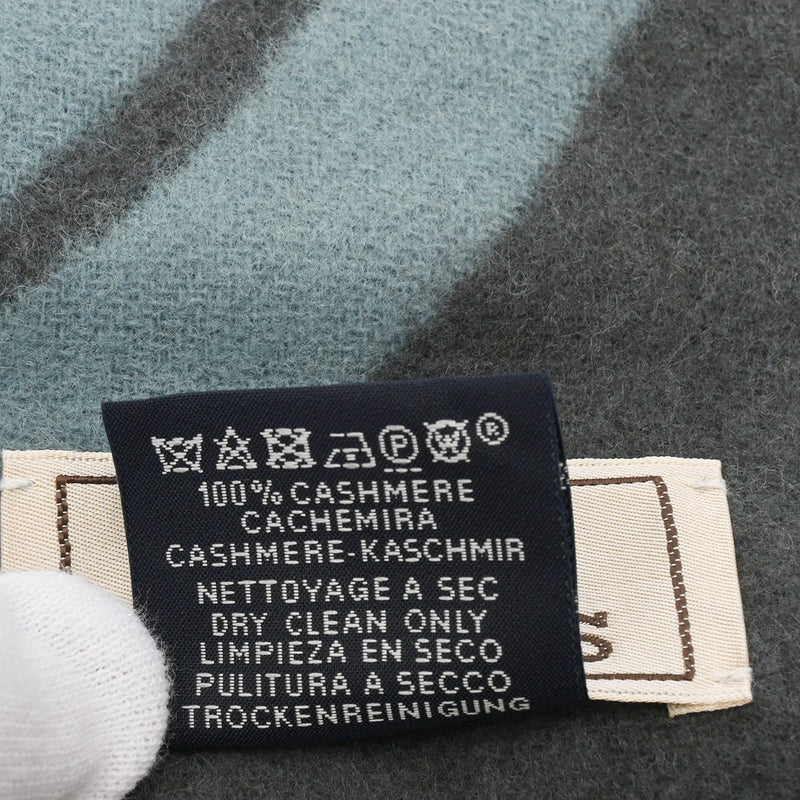 P W ®
100% CASHMERE
CACHEMIRA
CASHMERE-KASCHMIR
NETTOYAGE A SEC
DRY CLEAN ONLY
LIMPIEZA EN SECO
PULITURA A SECCO
TROCKENREINIGUNG
S